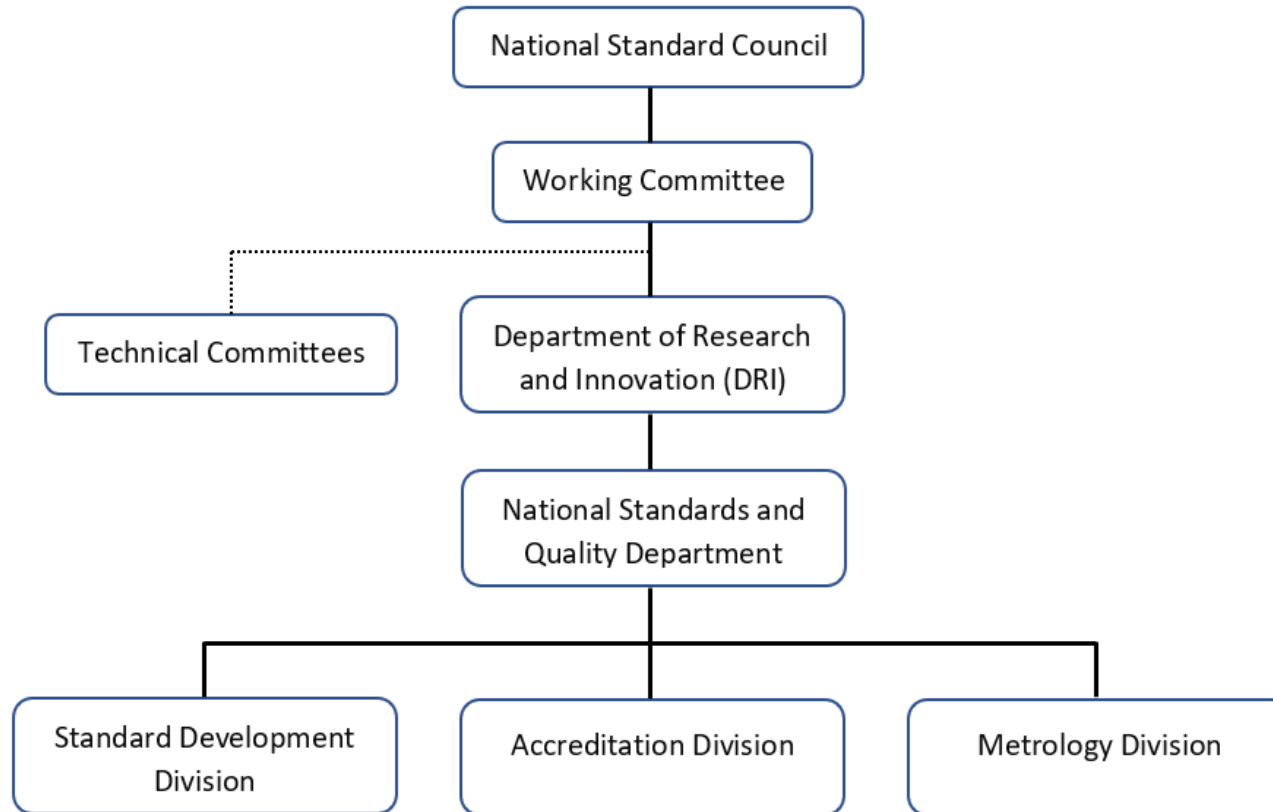 National Standard Council
Working Committee
Technical Committees
Department of Research
and Innovation (DRI)
National Standards and
Quality Department
Standard Development
Division
Accreditation Division
Metrology Division